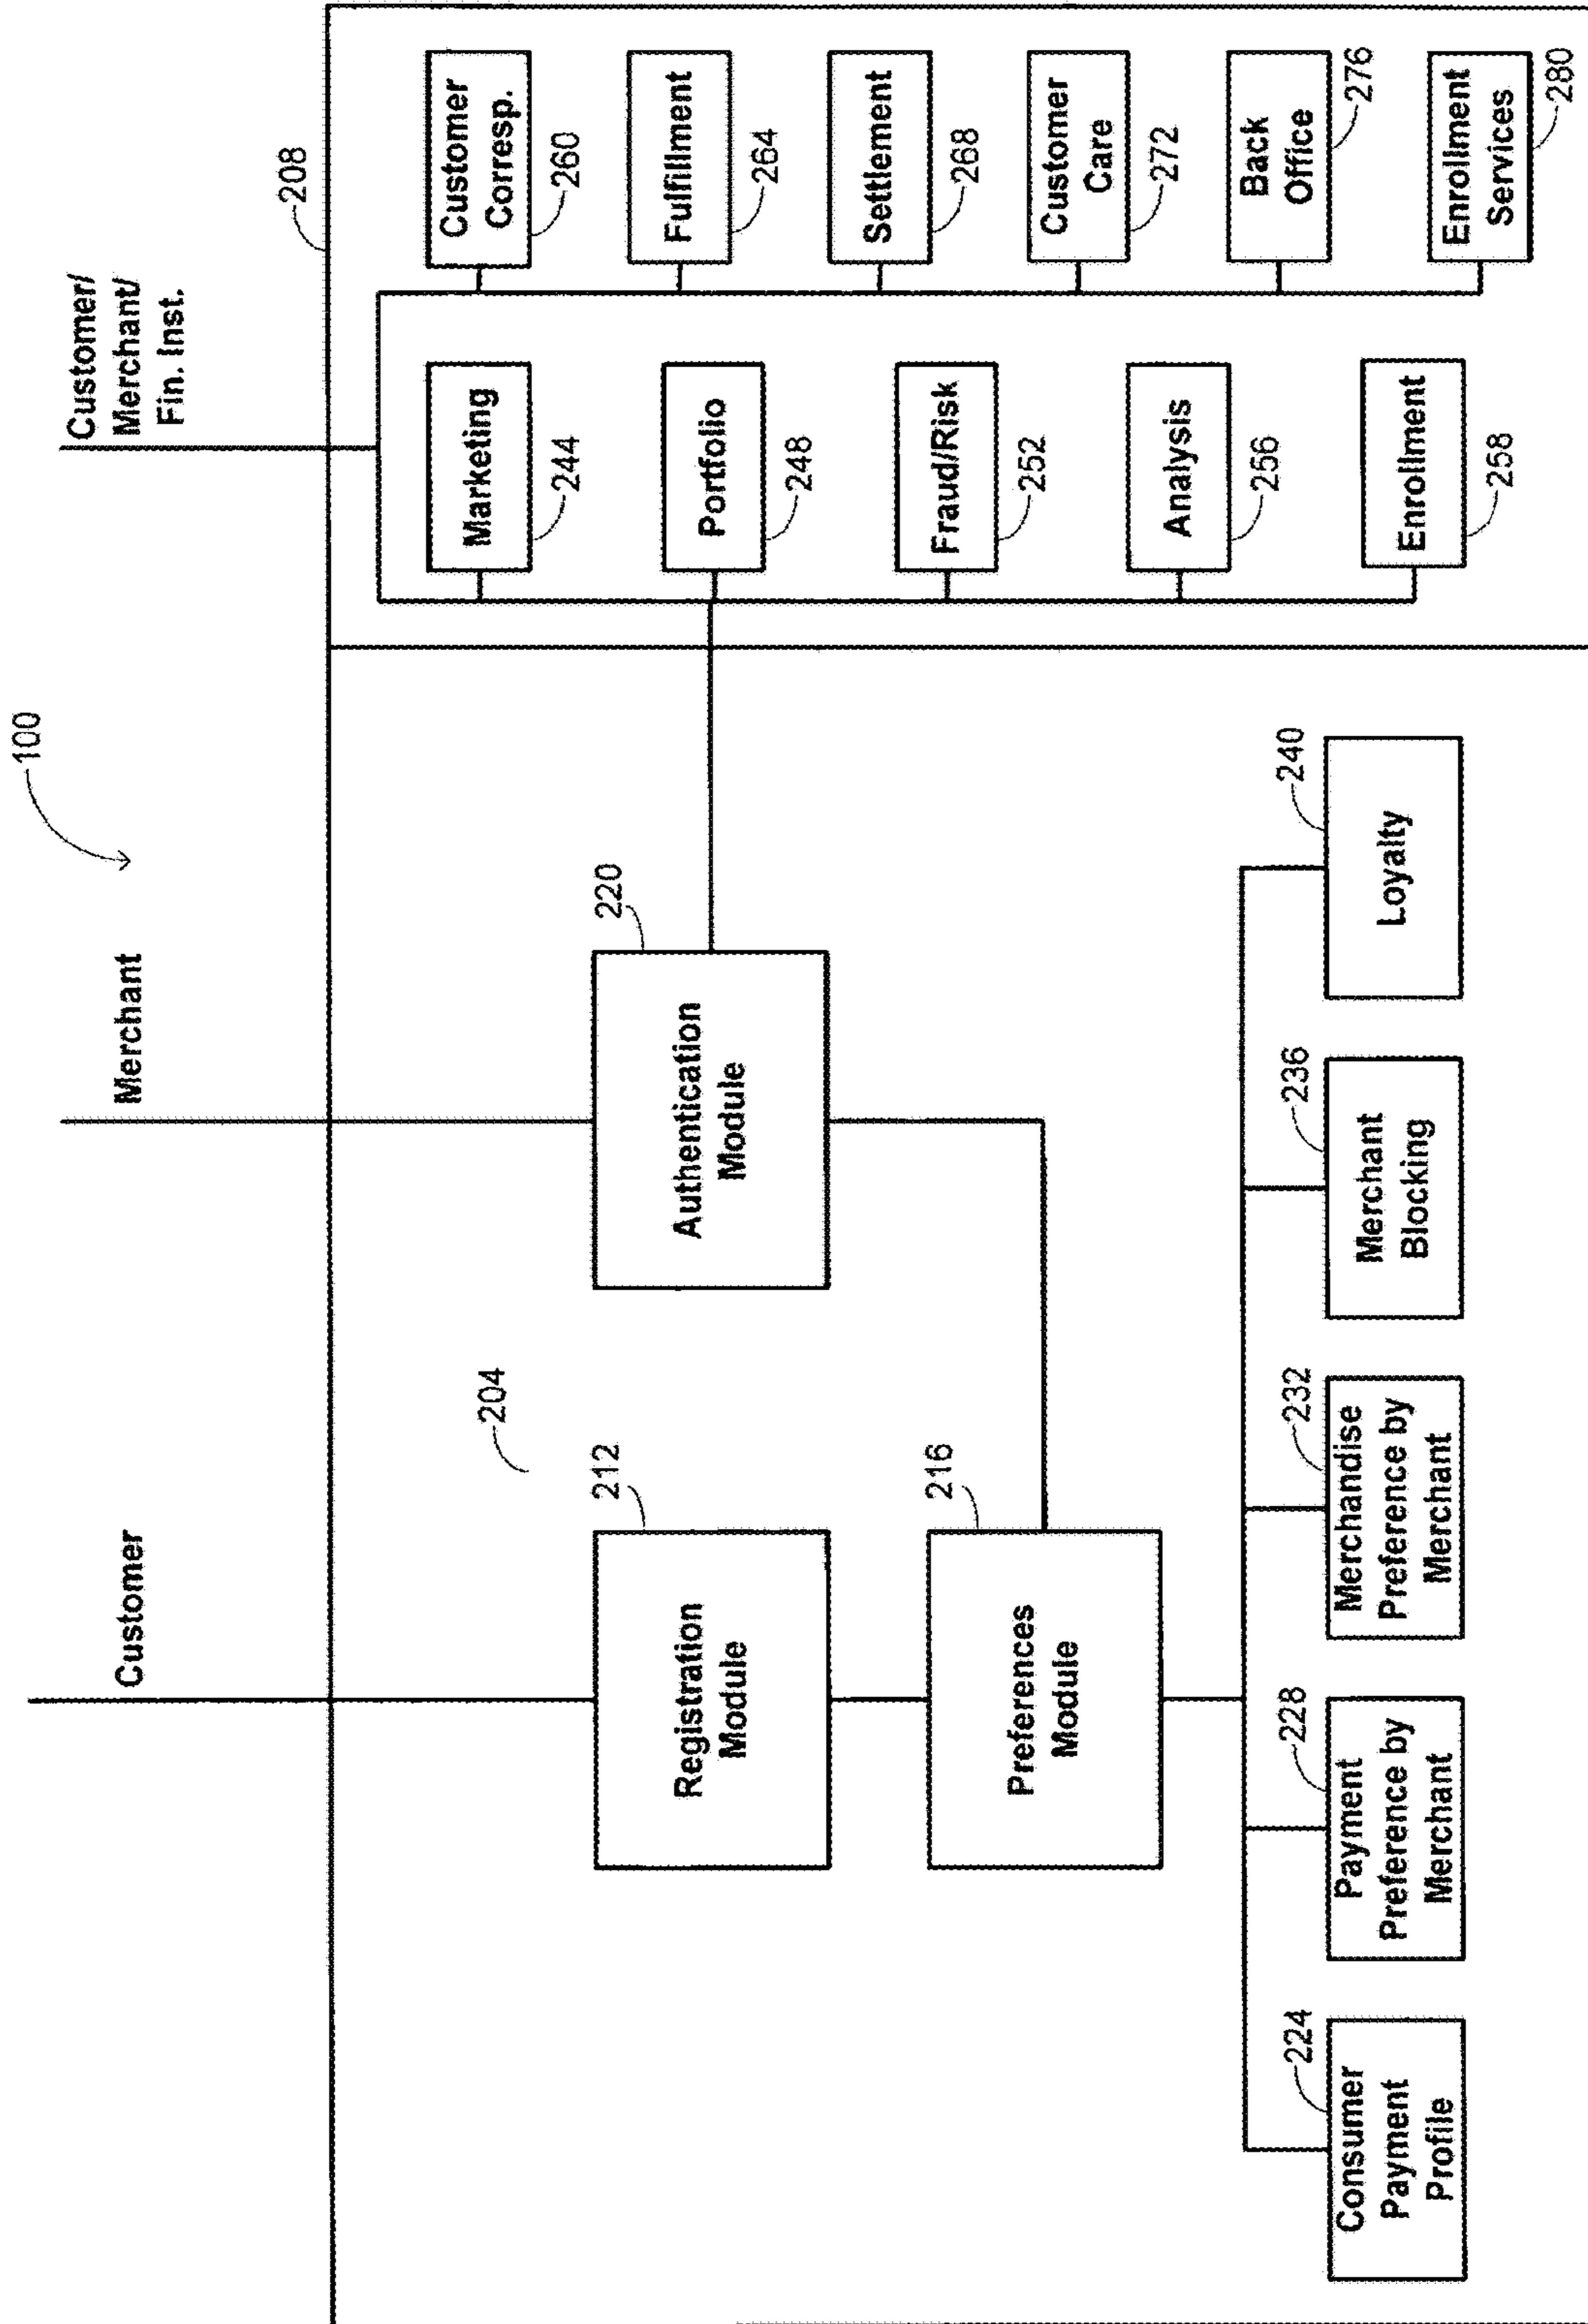 100
Customer
Merchant
Customer/
Merchant/
Fin. Inst.
208
204
212
Registration
Module
220
Authentication
Module
216
Preferences
Module
224
Consumer
Payment
Profile
228
Payment
Preference by
Merchant
232
Merchandise
Preference by
Merchant
236
Merchant
Blocking
240
Loyalty
Marketing
244
Portfolio
248
Fraud/Risk
252
Analysis
256
Enrollment
258
Customer
Corresp.
260
Fulfillment
264
Settlement
268
Customer
Care
272
Back
Office
276
Enrollment
Services
280